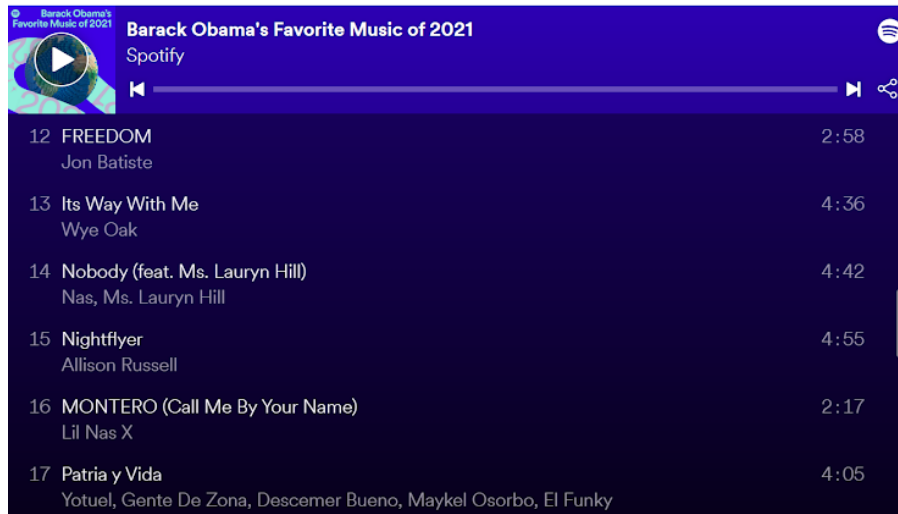 Barack Obama's
Favorite Music of 2021
Barack Obama's Favorite Music of 2021
Spotify
12 FREEDOM 2:58
Jon Batiste
13 Its Way With Me 4:36
Wye Oak
14 Nobody (feat. Ms. Lauryn Hill) 4:42
Nas, Ms. Lauryn Hill
15 Nightflyer 4:55
Allison Russell
16 MONTERO (Call Me By Your Name) 2:17
Lil Nas X
17 Patria y Vida 4:05
Yotuel, Gente De Zona, Descemer Bueno, Maykel Osorbo, El Funky